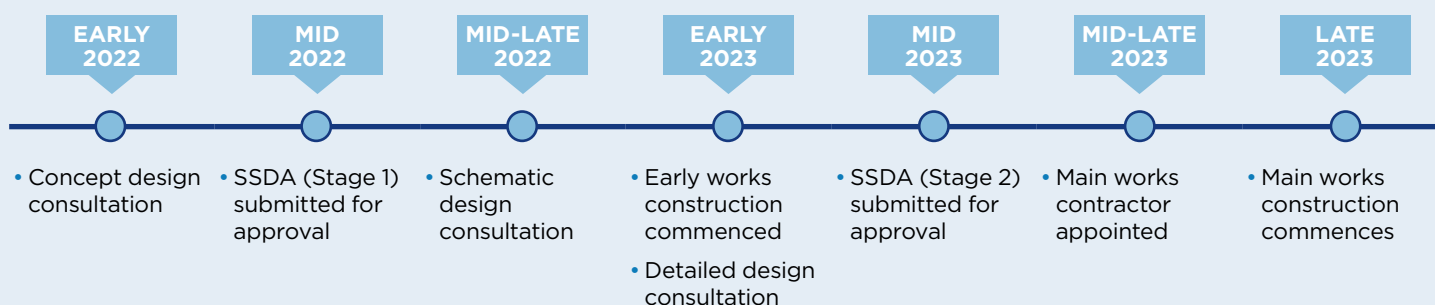 EARLY
2022
MID
2022
MID-LATE
2022
EARLY
2023
MID
2023
MID-LATE
2023
LATE
2023
• Concept design
consultation
• SSDA (Stage 1)
submitted for
approval
• Schematic
design
consultation
• Early works
construction
commenced
• Detailed design
consultation
• SSDA (Stage 2)
submitted for
approval
• Main works
contractor
appointed
• Main works
construction
commences